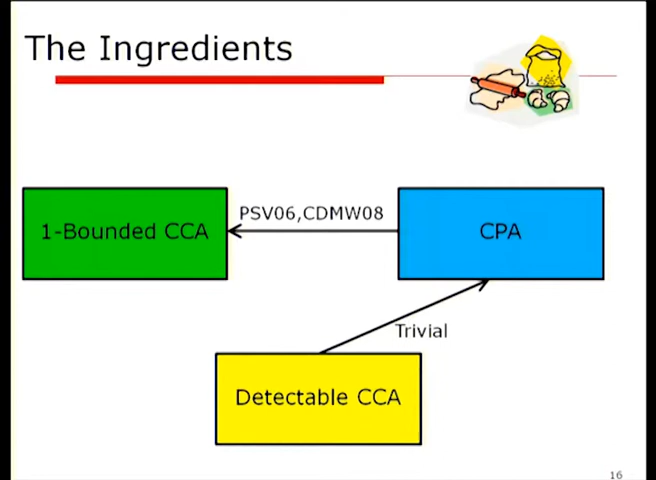 The Ingredients
PSV06,CDMW08
1-Bounded CCA
CPA
Trivial
Detectable CCA
16